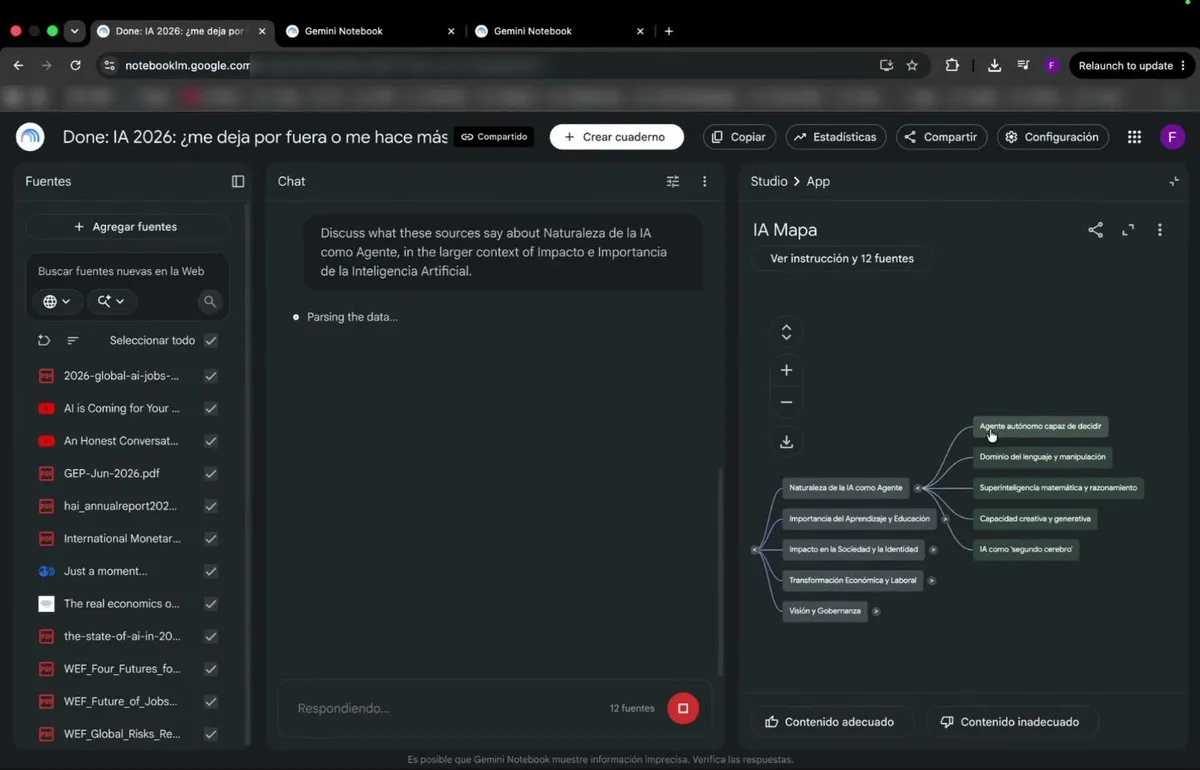 Done: IA 2026: ¿me deja por
Gemini Notebook
Gemini Notebook
notebooklm.google.com
F
Relaunch to update
Done: IA 2026: ¿me deja por fuera o me hace más
Compartido
+ Crear cuaderno
Copiar
Estadísticas
Compartir
Configuración
F
Fuentes
+ Agregar fuentes
Buscar fuentes nuevas en la Web
Seleccionar todo
2026-global-ai-jobs-...
AI is Coming for Your ...
An Honest Conversat...
GEP-Jun-2026.pdf
hai_annualreport202...
International Monetar...
Just a moment...
The real economics o...
the-state-of-ai-in-20...
WEF_Four_Futures_fo...
WEF_Future_of_Jobs...
WEF_Global_Risks_Re...
Chat
Discuss what these sources say about Naturaleza de la IA
como Agente, in the larger context of Impacto e Importancia
de la Inteligencia Artificial.
Parsing the data...
Respondiendo...
12 fuentes
Studio > App
IA Mapa
Ver instrucción y 12 fuentes
Agente autónomo capaz de decidir
Dominio del lenguaje y manipulación
Naturaleza de la IA como Agente
Superinteligencia matemática y razonamiento
Importancia del Aprendizaje y Educación
Capacidad creativa y generativa
Impacto en la Sociedad y la Identidad
IA como 'segundo cerebro'
Transformación Económica y Laboral
Visión y Gobernanza
Contenido adecuado
Contenido inadecuado
Es posible que Gemini Notebook muestre información imprecisa. Verifica las respuestas.